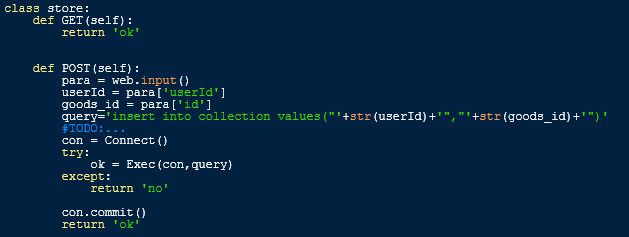 class store:
    def GET(self):
        return 'ok'
    def POST(self):
        para = web.input()
        userId = para['userId']
        goods_id = para['id']
        query='insert into collection values("'+str(userId)+'","'+str(goods_id)+'")'
        #TODO:...
        con = Connect()
        try:
            ok = Exec(con,query)
        except:
            return 'no'
        con.commit()
        return 'ok'